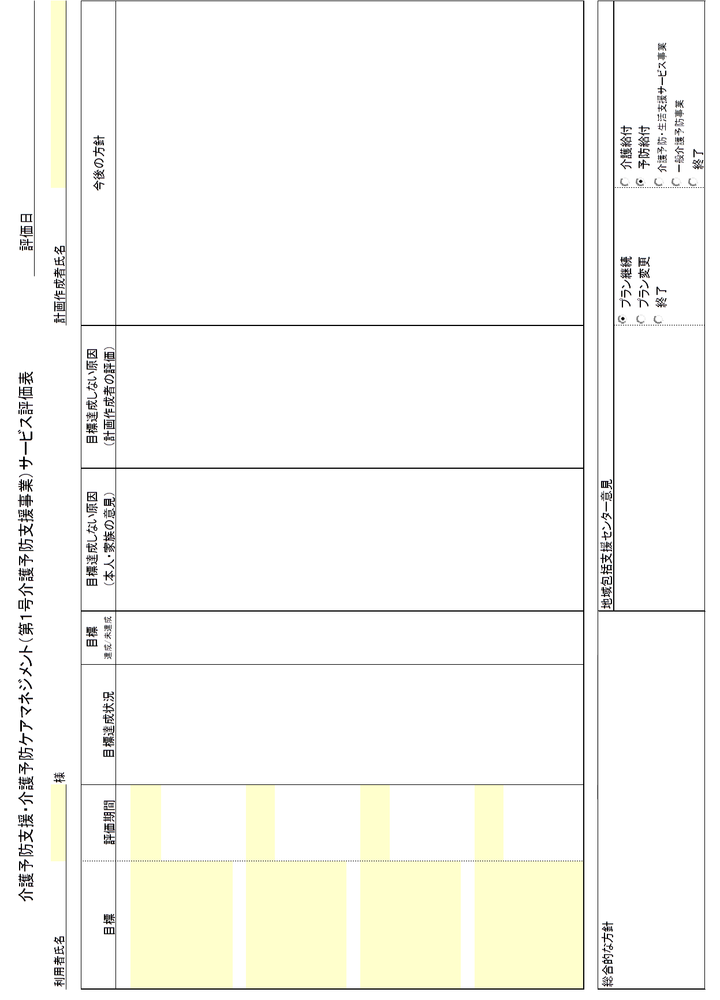 介護予防支援・介護予防ケアマネジメント（第１号介護予防支援事業）サービス評価表
評価日
利用者氏名　様
計画作成者氏名
目標
評価期間
目標達成状況
目標
達成/未達成
目標達成しない原因
（本人・家族の意見）
目標達成しない原因
（計画作成者の評価）
今後の方針
総合的な方針
地域包括支援センター意見
プラン継続
プラン変更
終了
介護給付
予防給付
介護予防・生活支援サービス事業
一般介護予防事業
終了